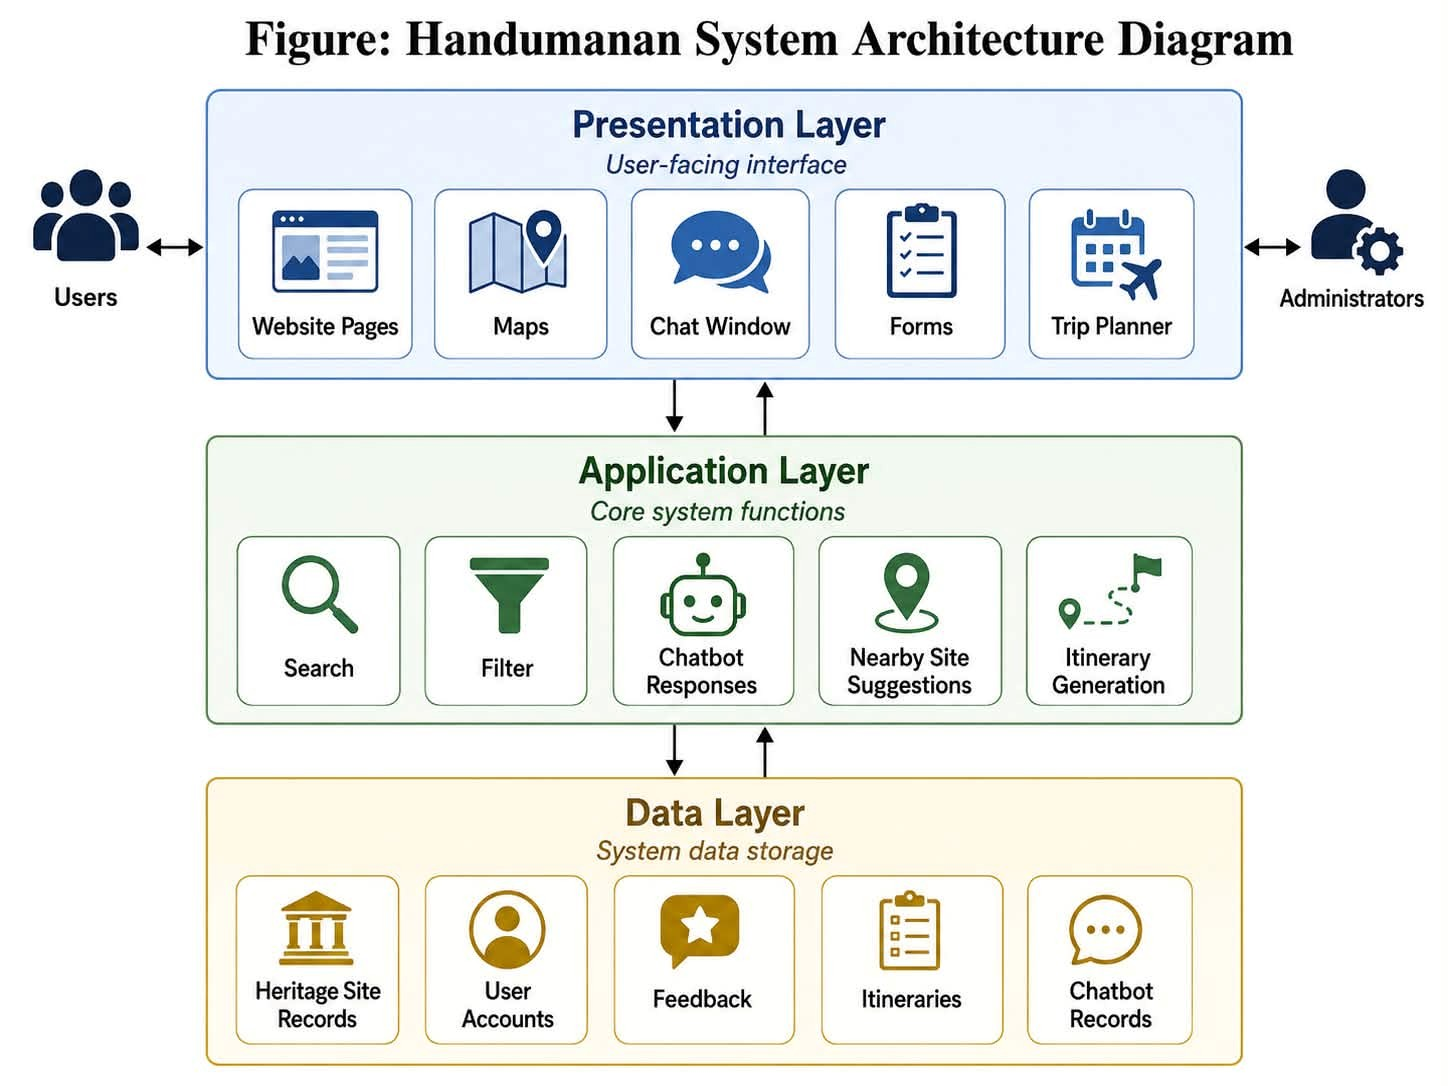 Figure: Handumanan System Architecture Diagram
Presentation Layer
User-facing interface
Users
Website Pages
Maps
Chat Window
Forms
Trip Planner
Administrators
Application Layer
Core system functions
Search
Filter
Chatbot
Responses
Nearby Site
Suggestions
Itinerary
Generation
Data Layer
System data storage
Heritage Site
Records
User
Accounts
Feedback
Itineraries
Chatbot
Records